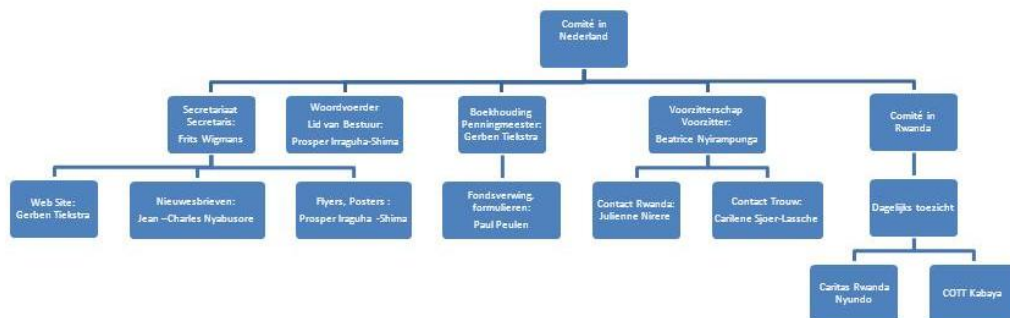 Comité in
Nederland
Secretariaat
Secretaris:
Frits Wigmans
Woordvoerder
Lid van Bestuur:
Prosper Irraguha-Shima
Boekhouding
Penningmeester:
Gerben Tiekstra
Voorzitterschap
Voorzitter:
Beatrice Nyirampunga
Comité in
Rwanda
Web Site:
Gerben Tiekstra
Nieuwesbrieven:
Jean –Charles Nyabusore
Flyers, Posters :
Prosper Iraguha -Shima
Fondsverwing,
formulieren:
Paul Peulen
Contact Rwanda:
Julienne Nirere
Contact Trouw:
Carilene Sjoer-Lassche
Dagelijks toezicht
Caritas Rwanda
Nyundo
COTT Kabaya